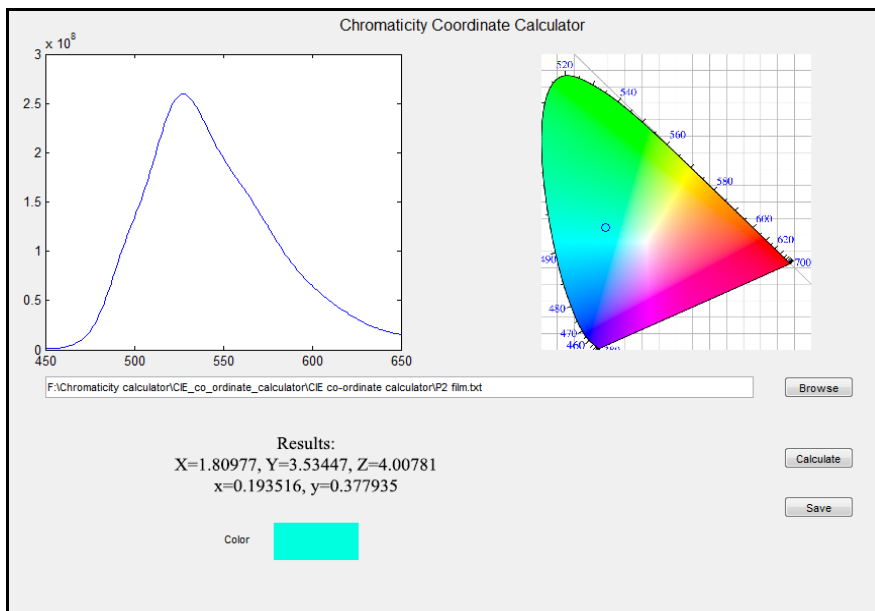 Chromaticity Coordinate Calculator
x 10^8
3
2.5
2
1.5
1
0.5
0
450 500 550 600 650
520
540
560
580
600
620
700
490
480
470
460
380
F:\Chromaticity calculator\CIE_co_ordinate_calculator\CIE co-ordinate calculator\P2 film.txt
Browse
Results:
X=1.80977, Y=3.53447, Z=4.00781
x=0.193516, y=0.377935
Calculate
Save
Color